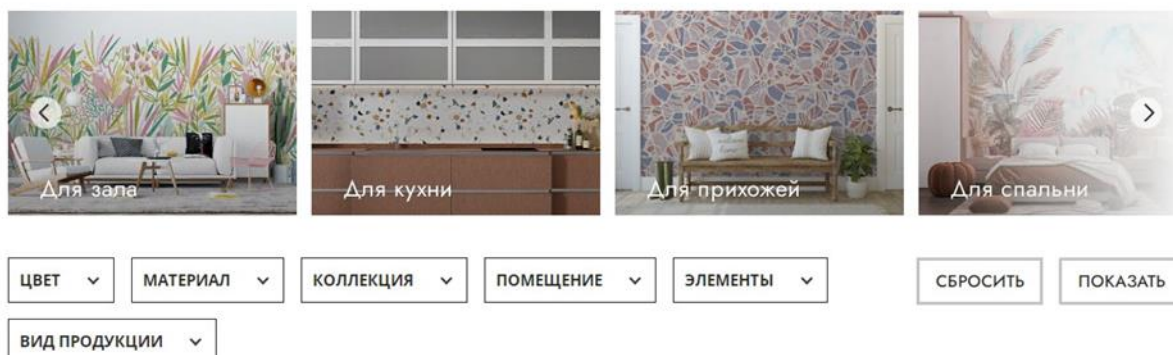 Для зала
Для кухни
Для прихожей
Для спальни
ЦВЕТ
МАТЕРИАЛ
КОЛЛЕКЦИЯ
ПОМЕЩЕНИЕ
ЭЛЕМЕНТЫ
СБРОСИТЬ
ПОКАЗАТЬ
ВИД ПРОДУКЦИИ